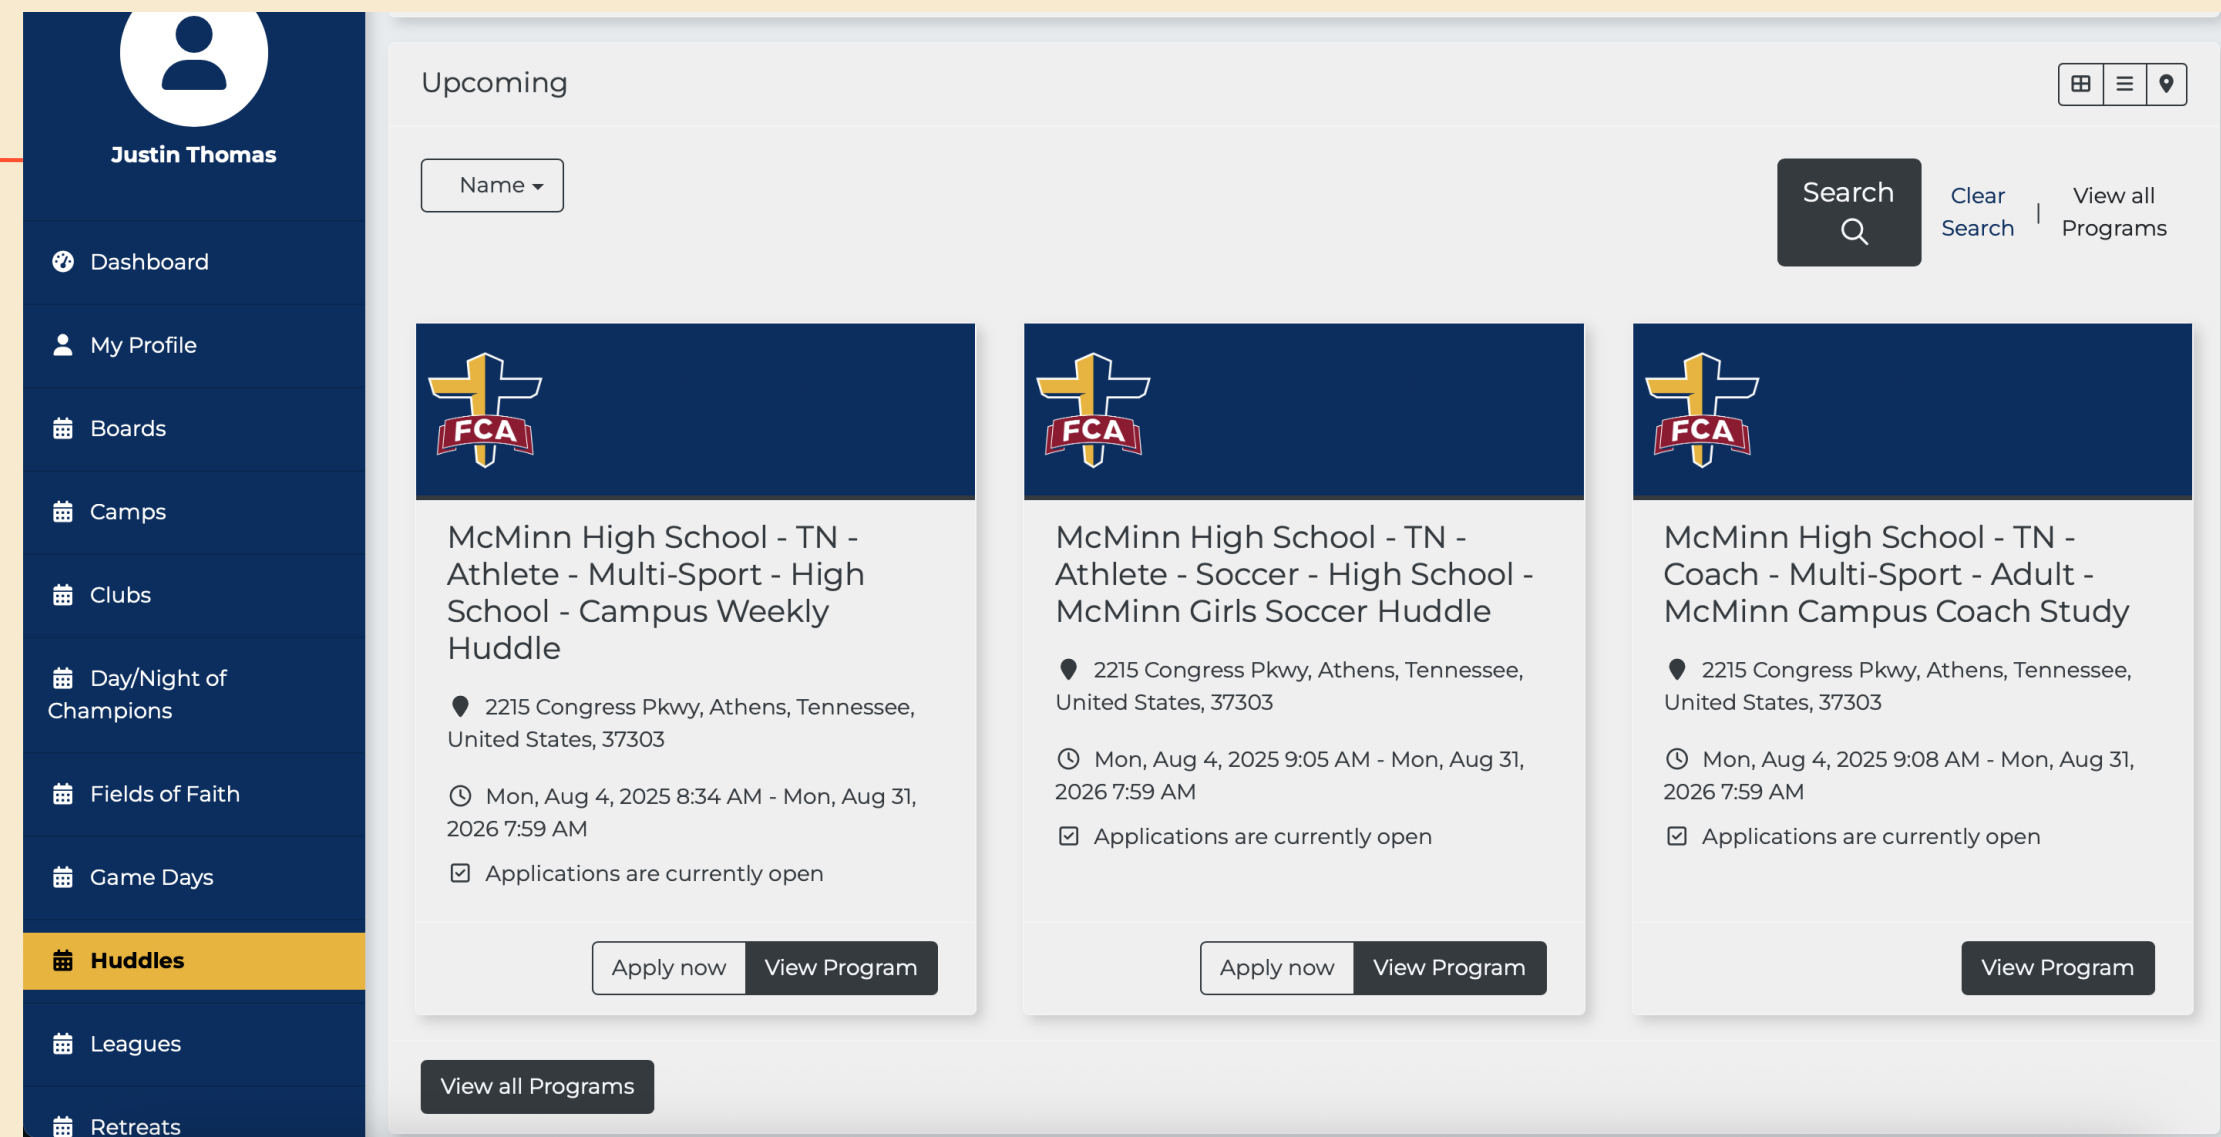 Justin Thomas
Dashboard
My Profile
Boards
Camps
Clubs
Day/Night of
Champions
Fields of Faith
Game Days
Huddles
Leagues
Retreats
Upcoming
Name
Search
Clear
Search
|
View all
Programs
FCA
McMinn High School - TN -
Athlete - Multi-Sport - High
School - Campus Weekly
Huddle
2215 Congress Pkwy, Athens, Tennessee,
United States, 37303
Mon, Aug 4, 2025 8:34 AM - Mon, Aug 31,
2026 7:59 AM
Applications are currently open
Apply now
View Program
FCA
McMinn High School - TN -
Athlete - Soccer - High School -
McMinn Girls Soccer Huddle
2215 Congress Pkwy, Athens, Tennessee,
United States, 37303
Mon, Aug 4, 2025 9:05 AM - Mon, Aug 31,
2026 7:59 AM
Applications are currently open
Apply now
View Program
FCA
McMinn High School - TN -
Coach - Multi-Sport - Adult -
McMinn Campus Coach Study
2215 Congress Pkwy, Athens, Tennessee,
United States, 37303
Mon, Aug 4, 2025 9:08 AM - Mon, Aug 31,
2026 7:59 AM
Applications are currently open
View Program
View all Programs